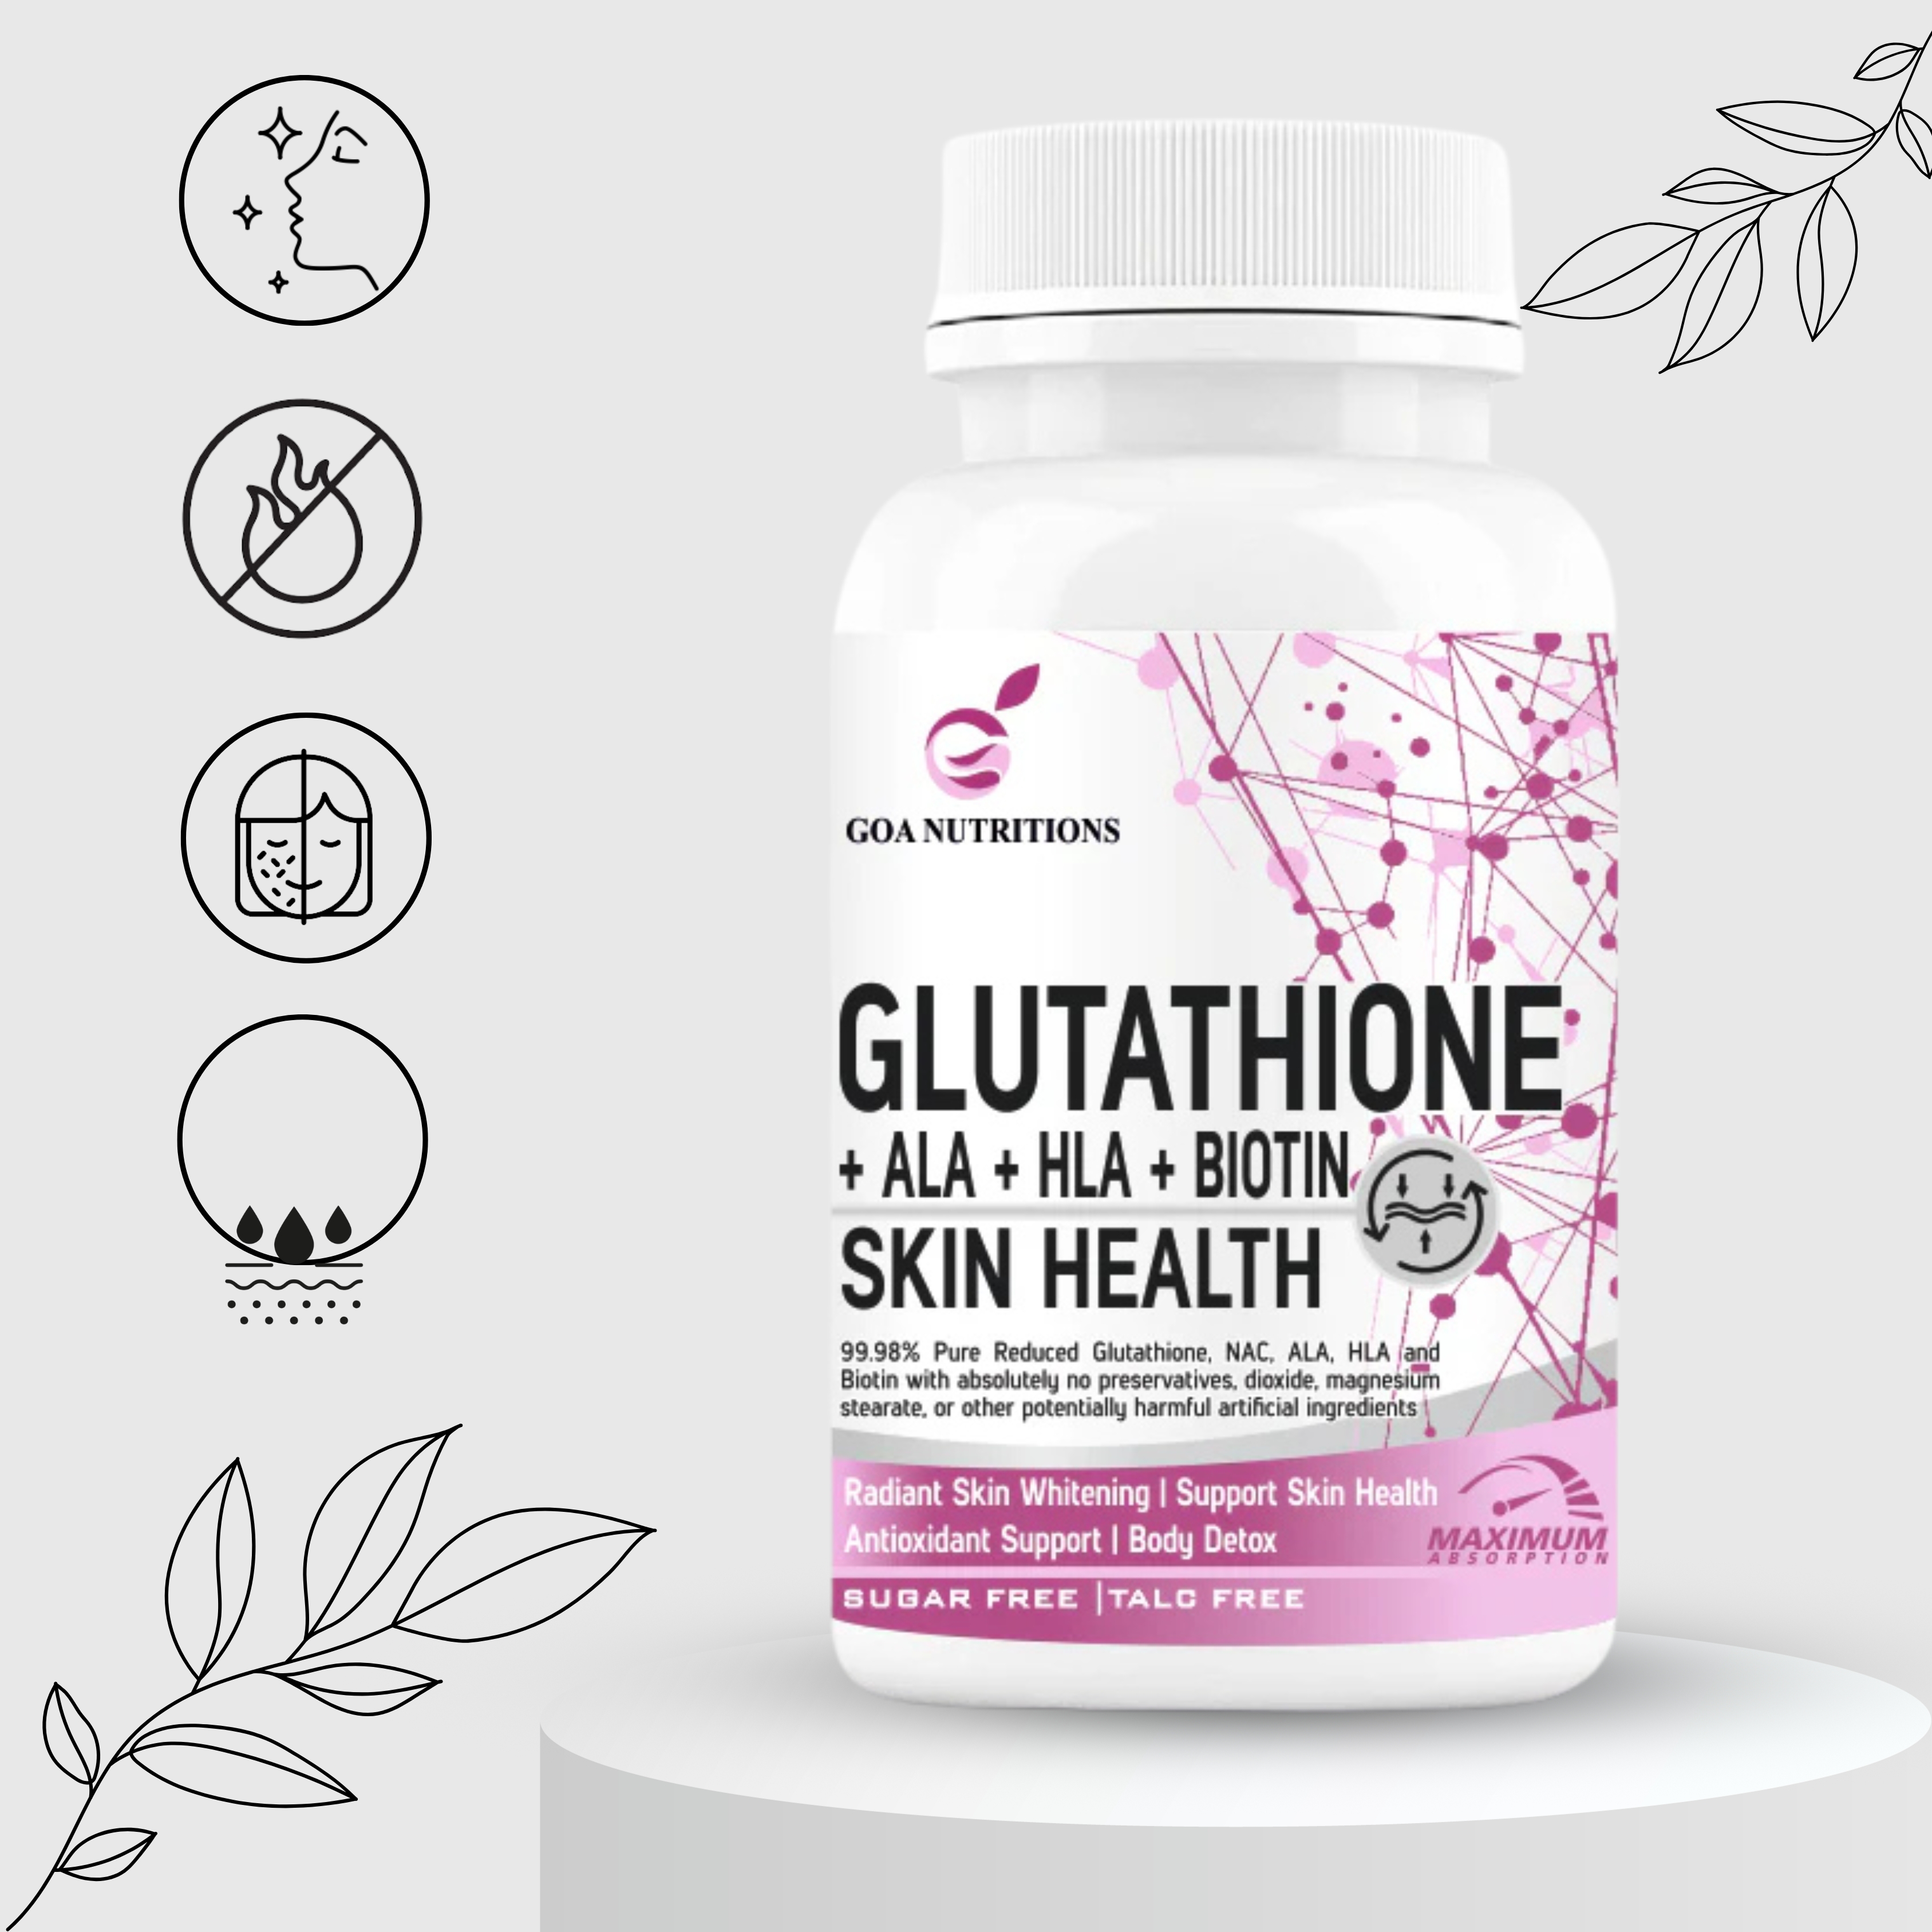 GOA NUTRITIONS
GLUTATHIONE
+ ALA + HLA + BIOTIN
SKIN HEALTH
99.98% Pure Reduced Glutathione, NAC, ALA, HLA and
Biotin with absolutely no preservatives, dioxide, magnesium
stearate, or other potentially harmful artificial ingredients
Radiant Skin Whitening | Support Skin Health
Antioxidant Support | Body Detox
MAXIMUM
ABSORPTION
SUGAR FREE | TALC FREE